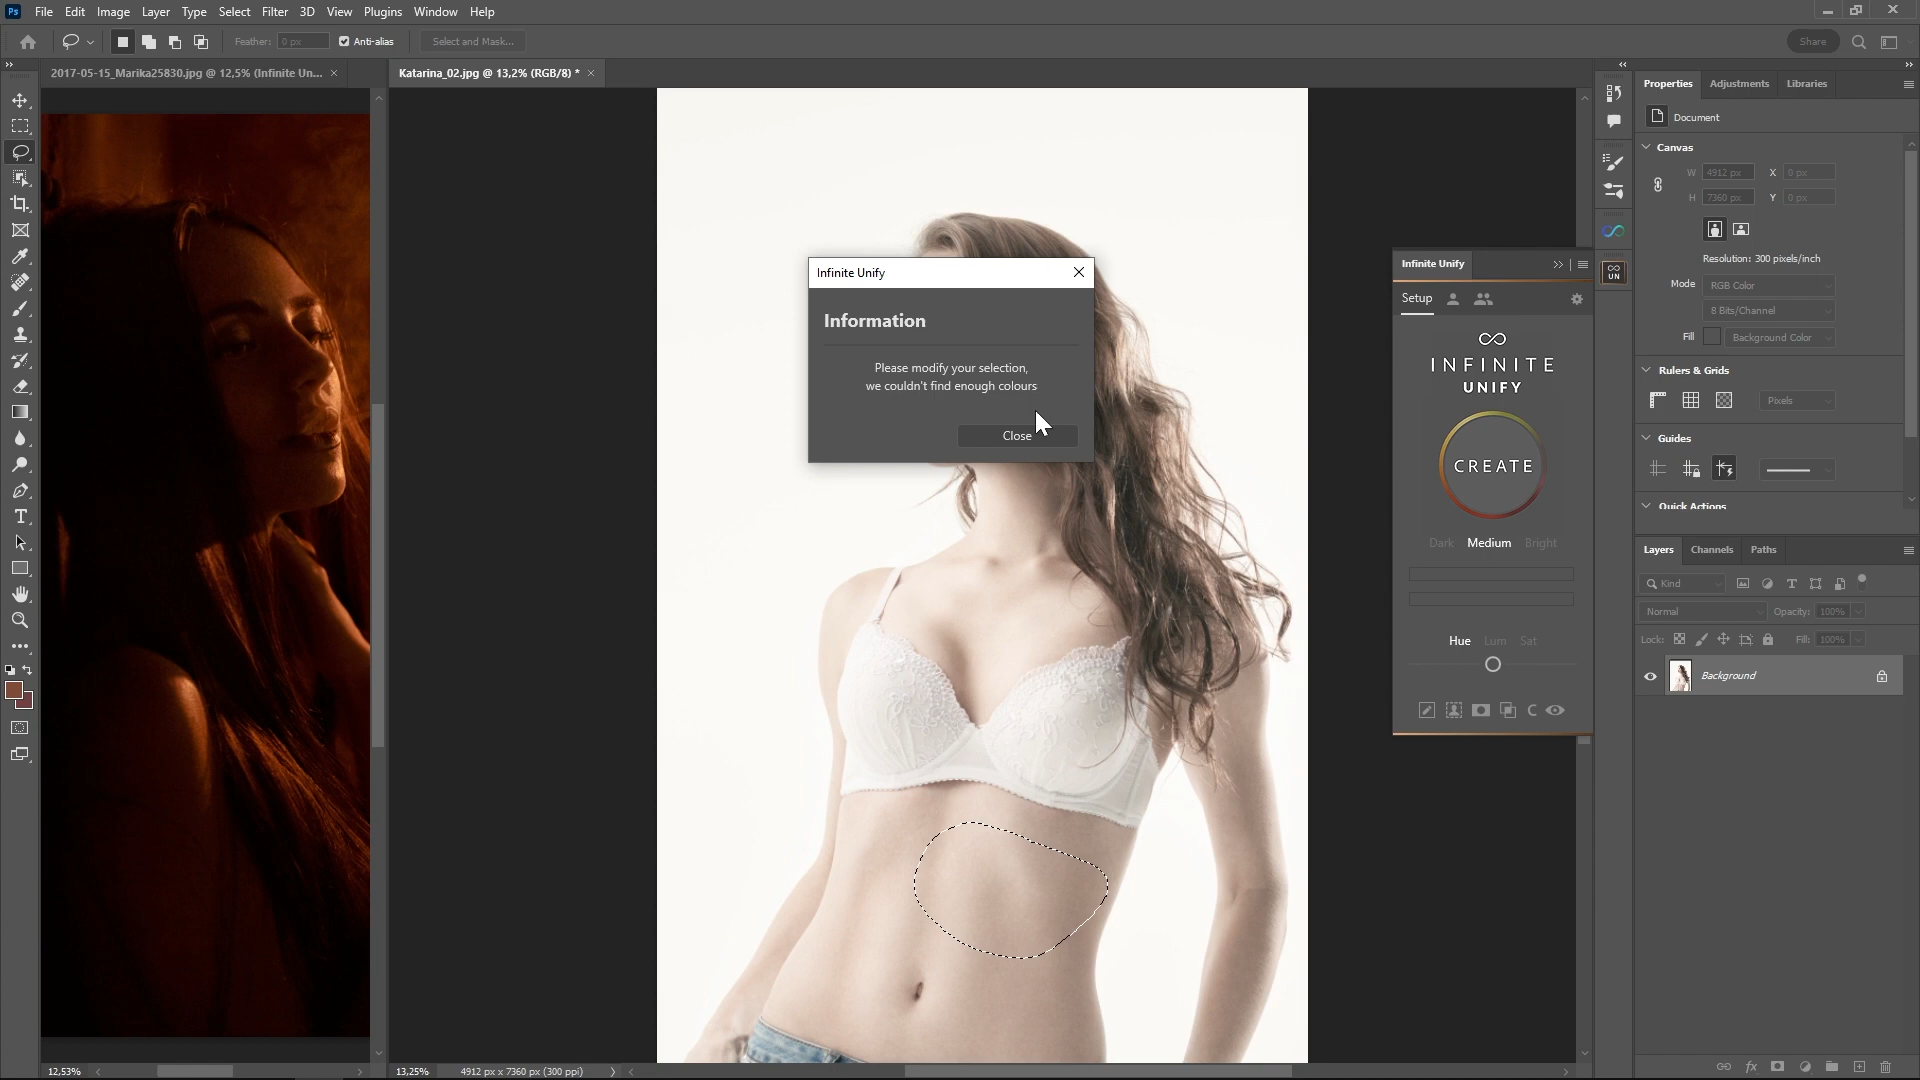 Ps File Edit Image Layer Type Select Filter 3D View Plugins Window Help
Feather: 0 px Anti-alias Select and Mask... Share
2017-05-15_Marika25830.jpg @ 12,5% (Infinite Un... × Katarina_02.jpg @ 13,2% (RGB/8) * ×
Properties Adjustments Libraries
Document
Canvas
W 4912 px X 0 px
H 7360 px Y 0 px
Resolution: 300 pixels/inch
Mode RGB Color
8 Bits/Channel
Fill Background Color
Rulers & Grids
Pixels
Guides
Quick Actions
Layers Channels Paths
Kind
Normal Opacity: 100%
Lock: Fill: 100%
Background
UN
Infinite Unify
Setup
INFINITE
UNIFY
CREATE
Dark Medium Bright
Hue Lum Sat
C
Infinite Unify
Information
Please modify your selection,
we couldn't find enough colours
Close
12,53% 13,25% 4912 px x 7360 px (300 ppi)
fx